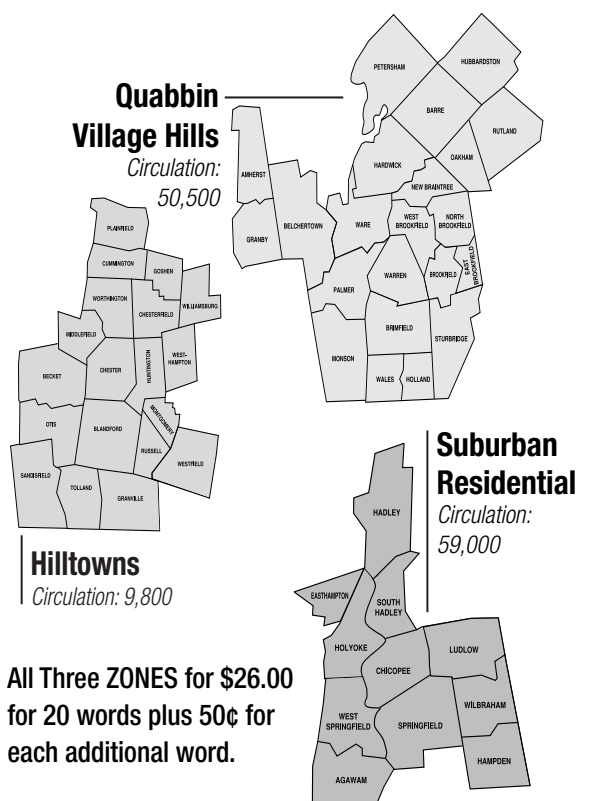 Quabbin
Village Hills
Circulation:
50,500
PETERSHAM
HUBBARDSTON
BARRE
RUTLAND
HARDWICK
OAKHAM
NEW BRAINTREE
AMHERST
GRANBY
BELCHERTOWN
WARE
WEST
BROOKFIELD
NORTH
BROOKFIELD
PALMER
WARREN
BROOKFIELD
EAST
BROOKFIELD
MONSON
BRIMFIELD
STURBRIDGE
WALES
HOLLAND
PLAINFIELD
CUMMINGTON
GOSHEN
WORTHINGTON
CHESTERFIELD
WILLIAMSBURG
MIDDLEFIELD
CHESTER
HUNTINGTON
WEST-
HAMPTON
BECKET
OTIS
BLANDFORD
MONTGOMERY
RUSSELL
WESTFIELD
SANDISFIELD
TOLLAND
GRANVILLE
Hilltowns
Circulation: 9,800
Suburban
Residential
Circulation:
59,000
HADLEY
EASTHAMPTON
SOUTH
HADLEY
HOLYOKE
CHICOPEE
LUDLOW
WEST
SPRINGFIELD
SPRINGFIELD
WILBRAHAM
HAMPDEN
AGAWAM
All Three ZONES for $26.00
for 20 words plus 50¢ for
each additional word.